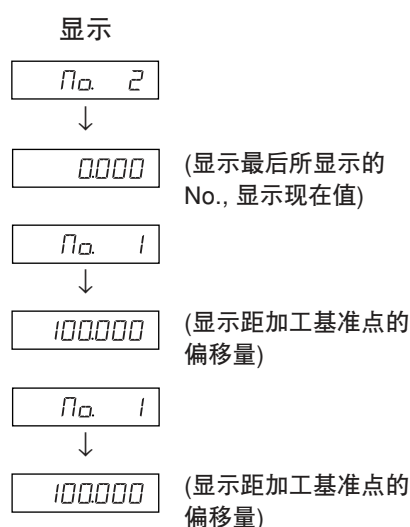 显示
No. 2
↓
0.000
(显示最后所显示的
No., 显示现在值)
No. 1
↓
100.000
(显示距加工基准点的
偏移量)
No. 1
↓
100.000
(显示距加工基准点的
偏移量)